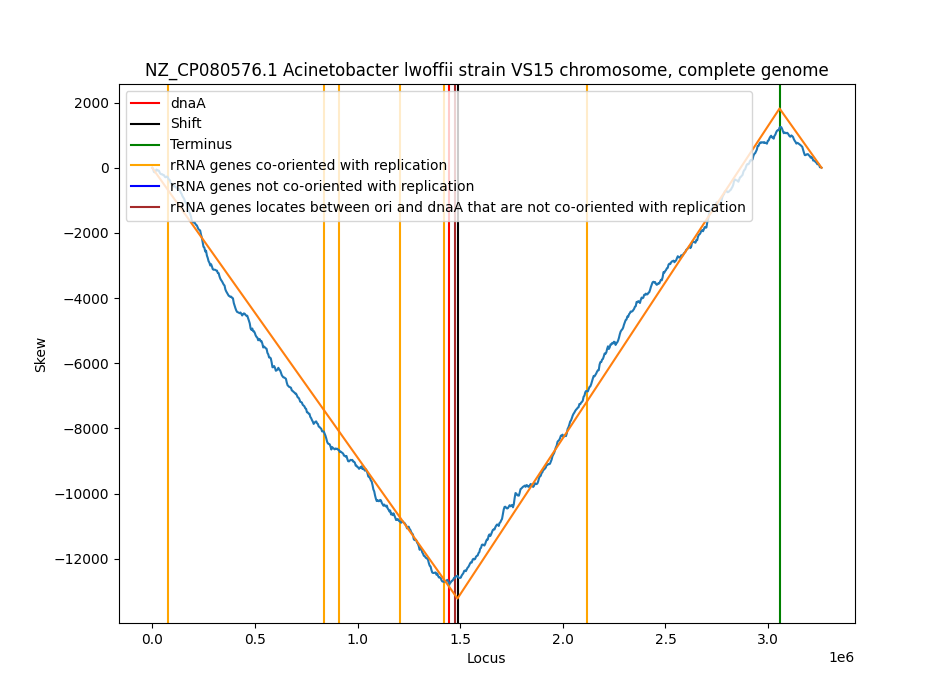 NZ_CP080576.1 Acinetobacter lwoffii strain VS15 chromosome, complete genome
dnaA
Shift
Terminus
rRNA genes co-oriented with replication
rRNA genes not co-oriented with replication
rRNA genes locates between ori and dnaA that are not co-oriented with replication
2000
0
−2000
−4000
−6000
−8000
−10000
−12000
Skew
0.0 0.5 1.0 1.5 2.0 2.5 3.0
1e6
Locus